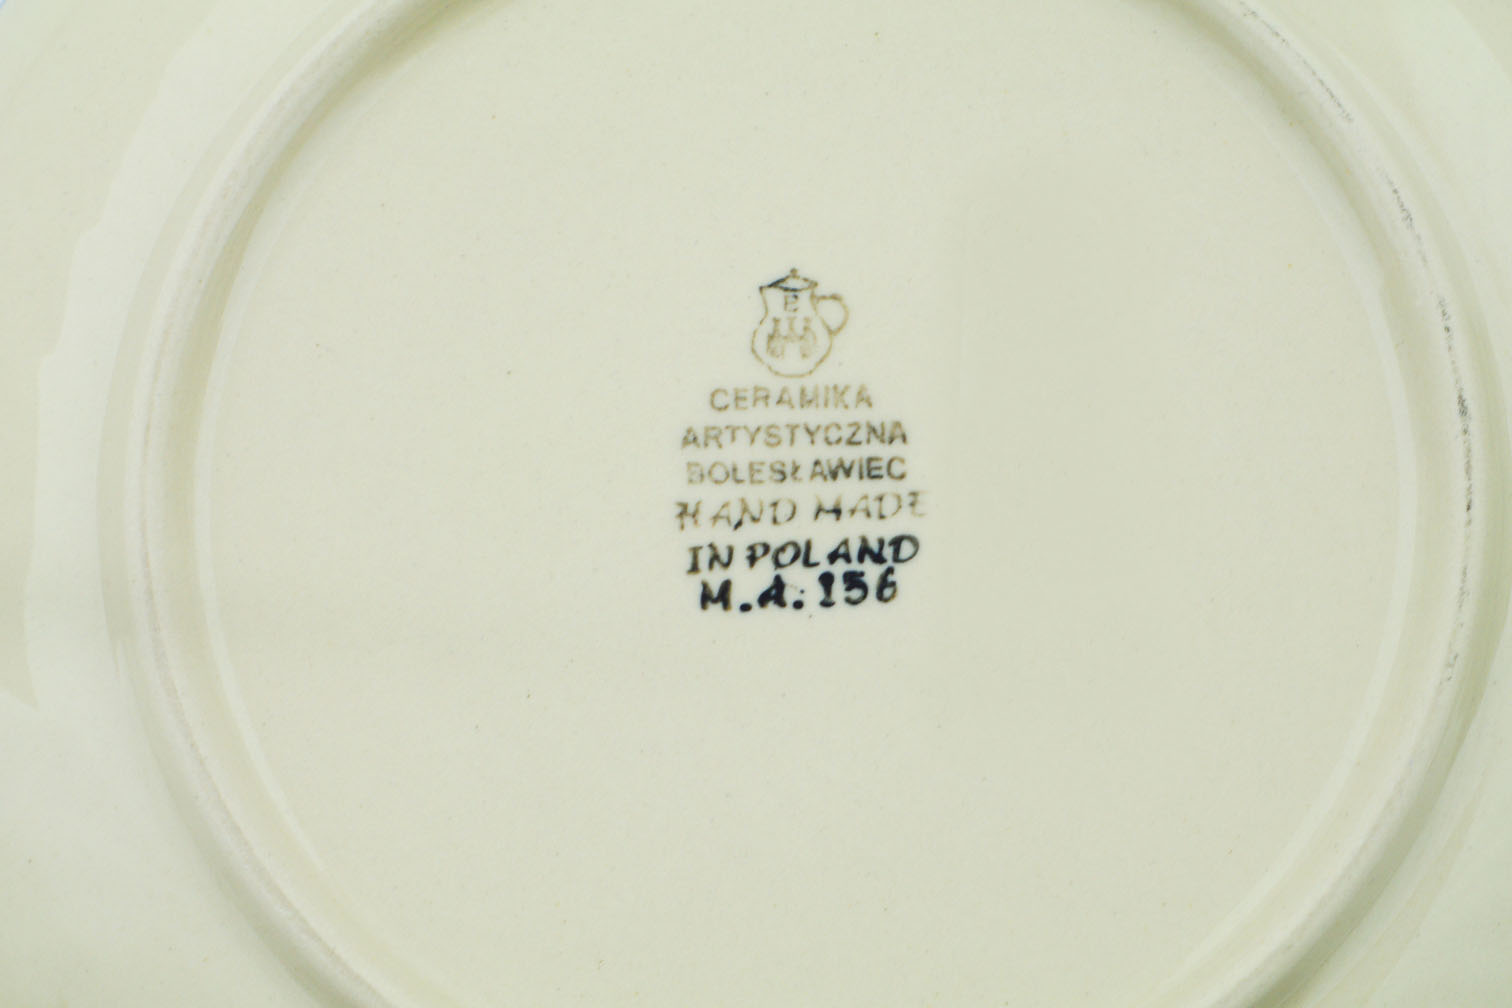 B
CERAMIKA
ARTYSTYCZNA
BOLESŁAWIEC
HAND MADE
IN POLAND
M.A. 156